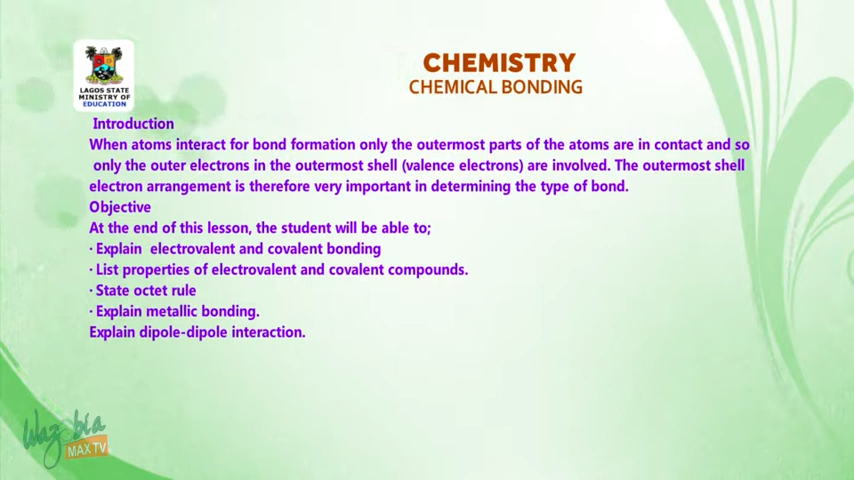 CHEMISTRY
CHEMICAL BONDING
LAGOS STATE
MINISTRY OF
EDUCATION
Introduction
When atoms interact for bond formation only the outermost parts of the atoms are in contact and so
only the outer electrons in the outermost shell (valence electrons) are involved. The outermost shell
electron arrangement is therefore very important in determining the type of bond.
Objective
At the end of this lesson, the student will be able to;
· Explain electrovalent and covalent bonding
· List properties of electrovalent and covalent compounds.
· State octet rule
· Explain metallic bonding.
Explain dipole-dipole interaction.
Wazobia
MAX TV